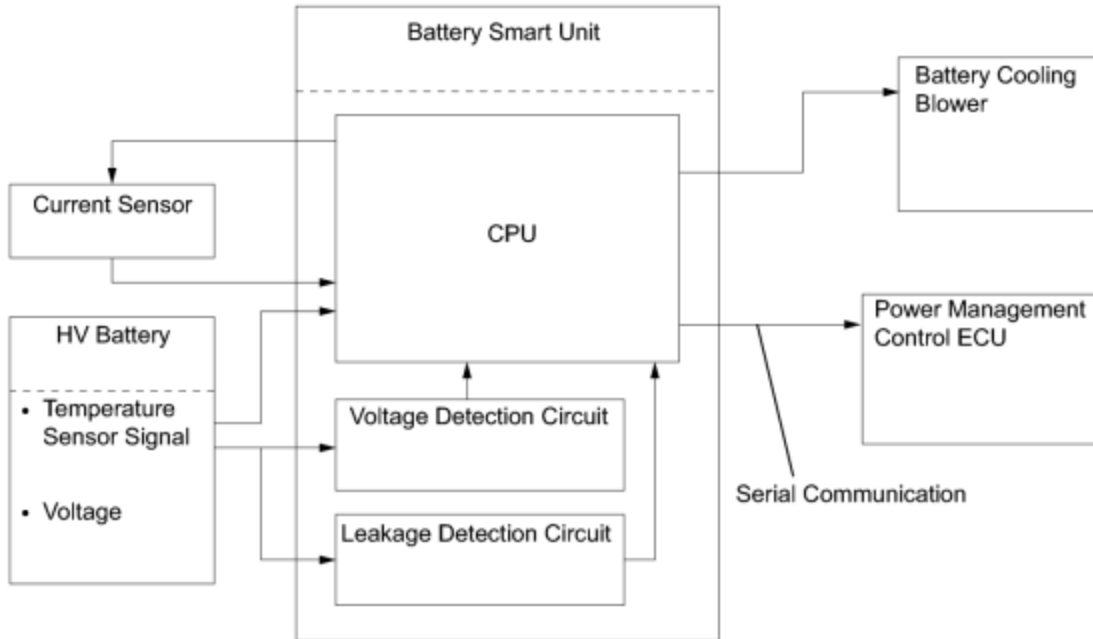 Battery Smart Unit
Battery Cooling
Blower
Current Sensor
CPU
HV Battery
• Temperature
Sensor Signal
• Voltage
Power Management
Control ECU
Voltage Detection Circuit
Serial Communication
Leakage Detection Circuit